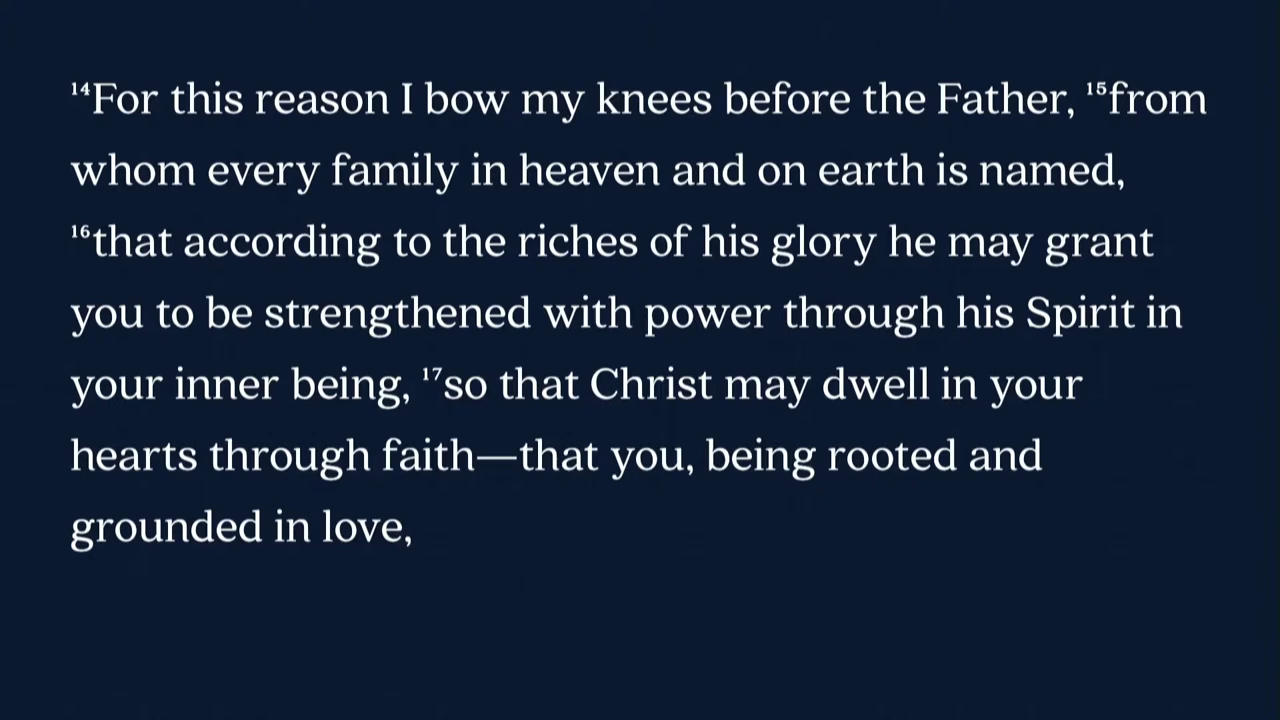 ¹⁴For this reason I bow my knees before the Father, ¹⁵from
whom every family in heaven and on earth is named,
¹⁶that according to the riches of his glory he may grant
you to be strengthened with power through his Spirit in
your inner being, ¹⁷so that Christ may dwell in your
hearts through faith—that you, being rooted and
grounded in love,